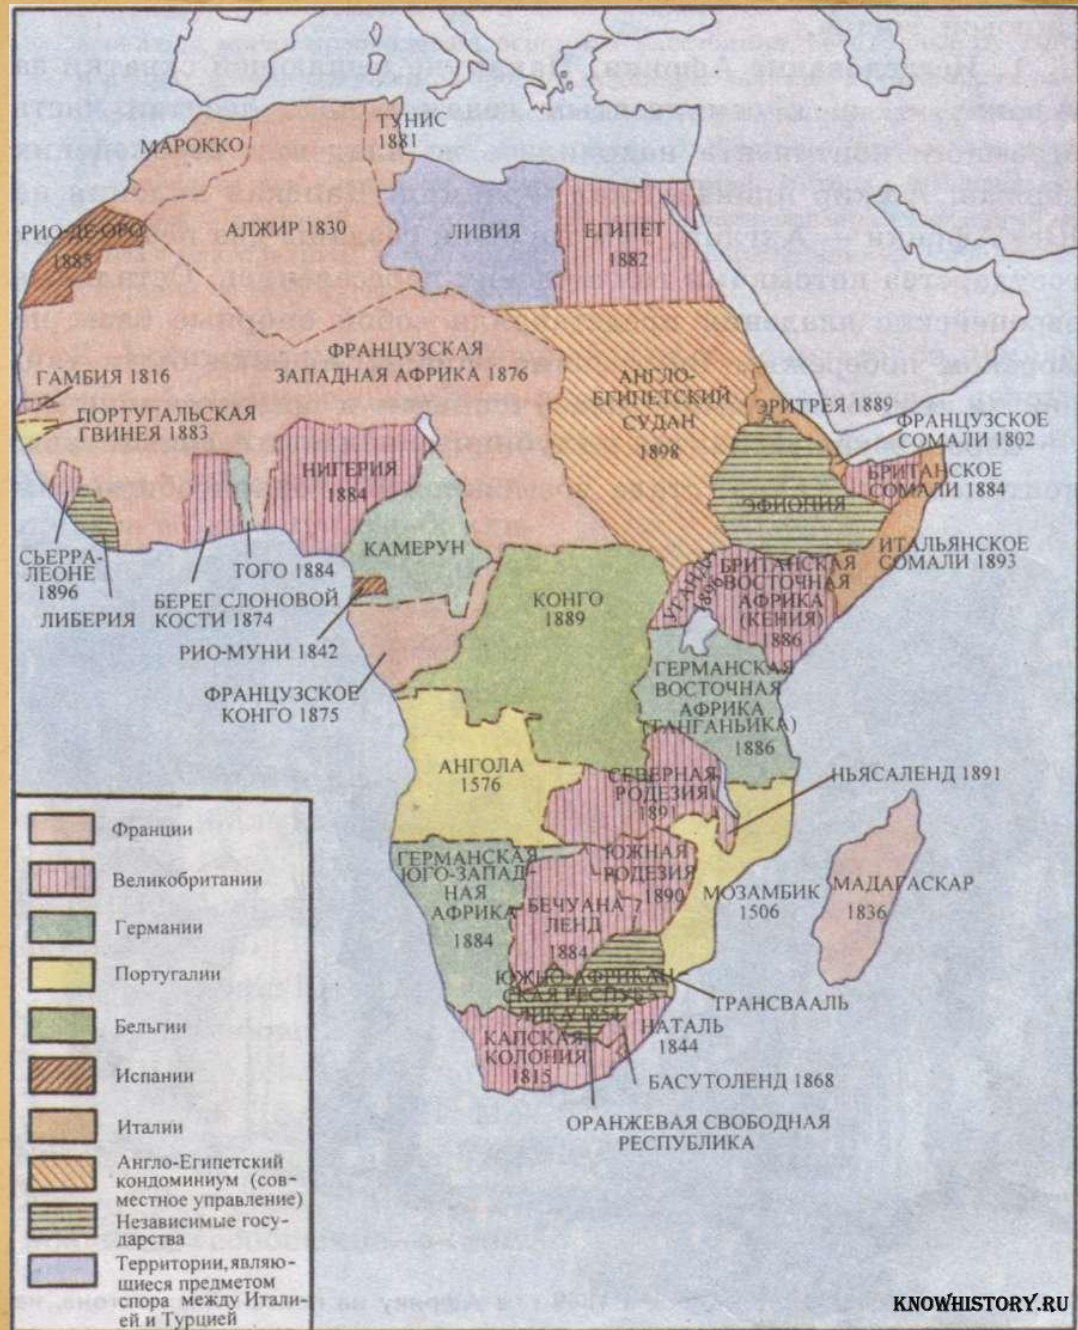 ТУНИС
1881
МАРОККО
РИО-ДЕ-ОРО
1885
АЛЖИР 1830
ЛИВИЯ
ЕГИПЕТ
1882
ФРАНЦУЗСКАЯ
ЗАПАДНАЯ АФРИКА 1876
ГАМБИЯ 1816
ПОРТУГАЛЬСКАЯ
ГВИНЕЯ 1883
АНГЛО-
ЕГИПЕТСКИЙ
СУДАН
1898
ЭРИТРЕЯ 1889
ФРАНЦУЗСКОЕ
СОМАЛИ 1802
БРИТАНСКОЕ
СОМАЛИ 1884
НИГЕРИЯ
1884
ЭФИОПИЯ
СЬЕРРА-
ЛЕОНЕ
1896
ЛИБЕРИЯ
ТОГО 1884
БЕРЕГ СЛОНОВОЙ
КОСТИ 1874
КАМЕРУН
РИО-МУНИ 1842
ФРАНЦУЗСКОЕ
КОНГО 1875
КОНГО
1889
УГАНДА
БРИТАНСКАЯ
ВОСТОЧНАЯ
АФРИКА
(КЕНИЯ)
1886
ИТАЛЬЯНСКОЕ
СОМАЛИ 1893
ГЕРМАНСКАЯ
ВОСТОЧНАЯ
АФРИКА
(ТАНГАНЬИКА)
1886
АНГОЛА
1576
СЕВЕРНАЯ
РОДЕЗИЯ
1891
НЬЯСАЛЕНД 1891
ГЕРМАНСКАЯ
ЮГО-ЗАПАД-
НАЯ
АФРИКА
1884
ЮЖНАЯ
РОДЕЗИЯ
1890
БЕЧУАНА
ЛЕНД
1884
МОЗАМБИК
1506
МАДАГАСКАР
1836
ЮЖНО-АФРИКАН
СКАЯ РЕСПУБ-
ЛИКА 1854
ТРАНСВААЛЬ
КАПСКАЯ
КОЛОНИЯ
1815
НАТАЛЬ
1844
БАСУТОЛЕНД 1868
ОРАНЖЕВАЯ СВОБОДНАЯ
РЕСПУБЛИКА
Франции
Великобритании
Германии
Португалии
Бельгии
Испании
Италии
Англо-Египетский
кондоминиум (сов-
местное управление)
Независимые госу-
дарства
Территории, являю-
щиеся предметом
спора между Итали-
ей и Турцией
KNOWHISTORY.RU